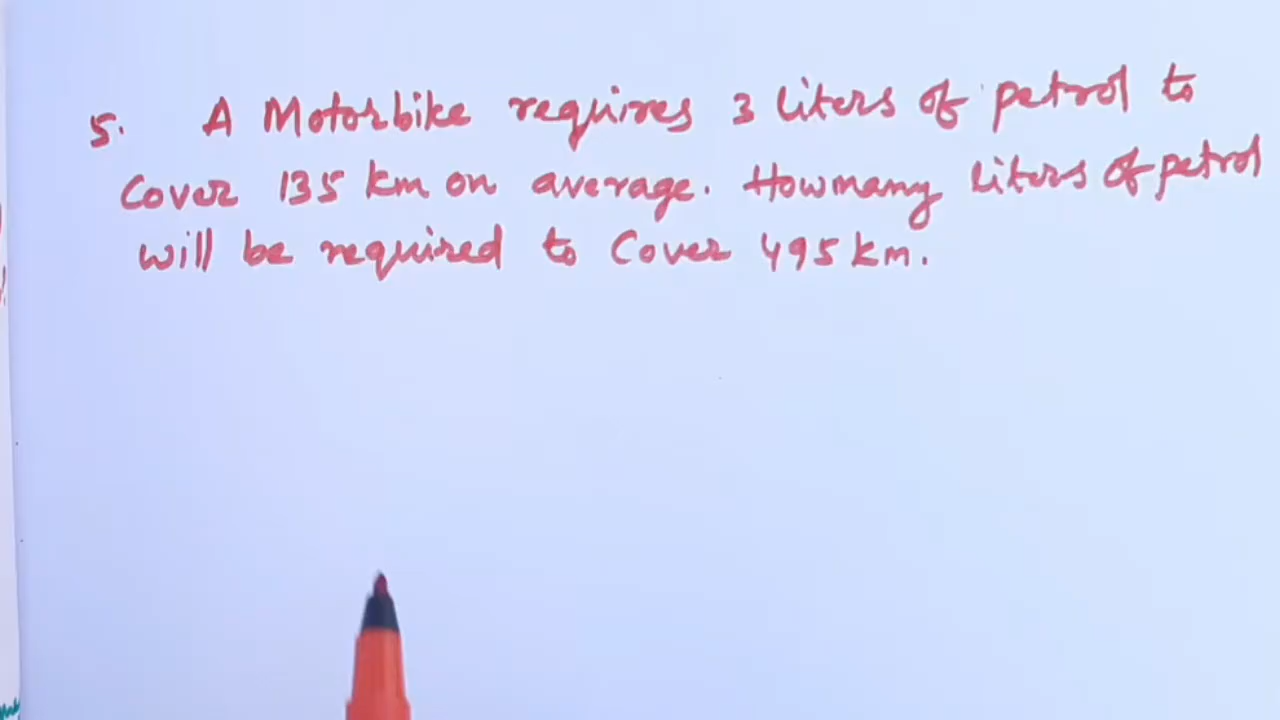 5. A Motorbike requires 3 liters of petrol to
Cover 135 km on average. Howmany liters of petrol
will be required to Cover 495 km.